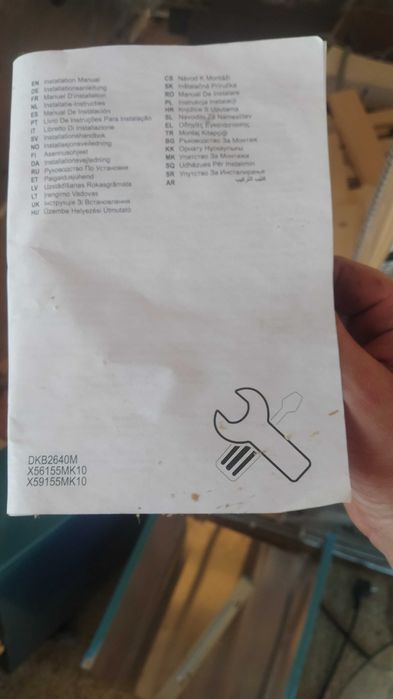 EN Installation Manual
DE Installationsanleitung
FR Manuel D'installation
NL Installatie-Instructies
ES Manual De Instalación
PT Livro De Instruções Para Instalação
IT Libretto Di Installazione
SV Installationshandbok
NO Installasjonsveiledning
FI Asennusohjeet
DA Installationsvejledning
RU Руководство По Установке
ET Paigaldusjuhend
LV Uzstādīšanas Rokasgrāmata
LT Įrengimo Vadovas
UK Інструкція Зі Встановлення
HU Üzembe Helyezési Útmutató
CS Návod K Montáži
SK Inštalačná Príručka
RO Manual De Instalare
PL Instrukcja Instalacji
HR Knjižice S Uputama
SL Navodila Za Namestitev
EL Οδηγίες Εγκατάστασης
TR Montaj Kitapçığı
BG Ръководство За Монтаж
KK Орнату Нұсқаулығы
MK Упатство За Монтажа
SQ Udhëzues Për Instalimin
SR Упутство За Инсталирање
AR كتيب التركيب
DKB2640M
X56155MK10
X59155MK10